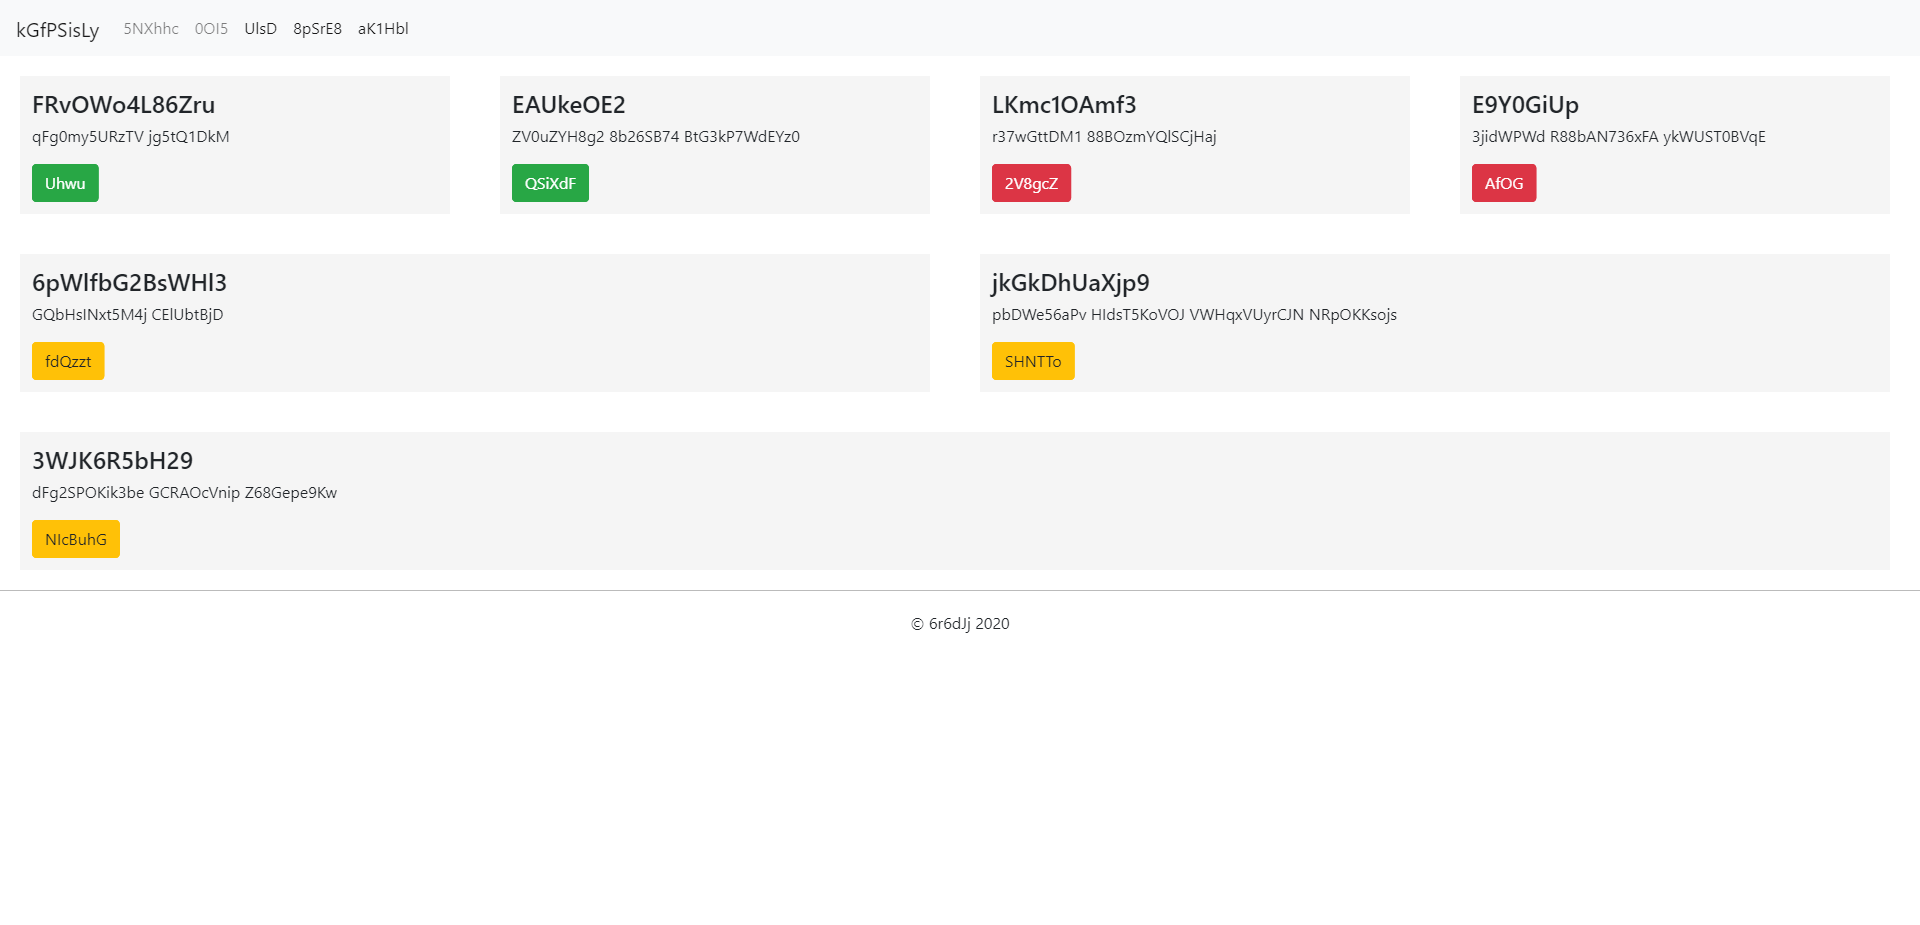 kGfPSisLy 5NXhhc 0OI5 UlsD 8pSrE8 aK1Hbl
FRvOWo4L86Zru
qFg0my5URzTV jg5tQ1DkM
Uhwu
EAUkeOE2
ZV0uZYH8g2 8b26SB74 BtG3kP7WdEYz0
QSiXdF
LKmc1OAmf3
r37wGttDM1 88BOzmYQlSCjHaj
2V8gcZ
E9Y0GiUp
3jidWPWd R88bAN736xFA ykWUST0BVqE
AfOG
6pWlfbG2BsWHl3
GQbHsINxt5M4j CElUbtBjD
fdQzzt
jkGkDhUaXjp9
pbDWe56aPv HIdsT5KoVOJ VWHqxVUyrCJN NRpOKKsojs
SHNTTo
3WJK6R5bH29
dFg2SPOKik3be GCRAOcVnip Z68Gepe9Kw
NIcBuhG
© 6r6dJj 2020